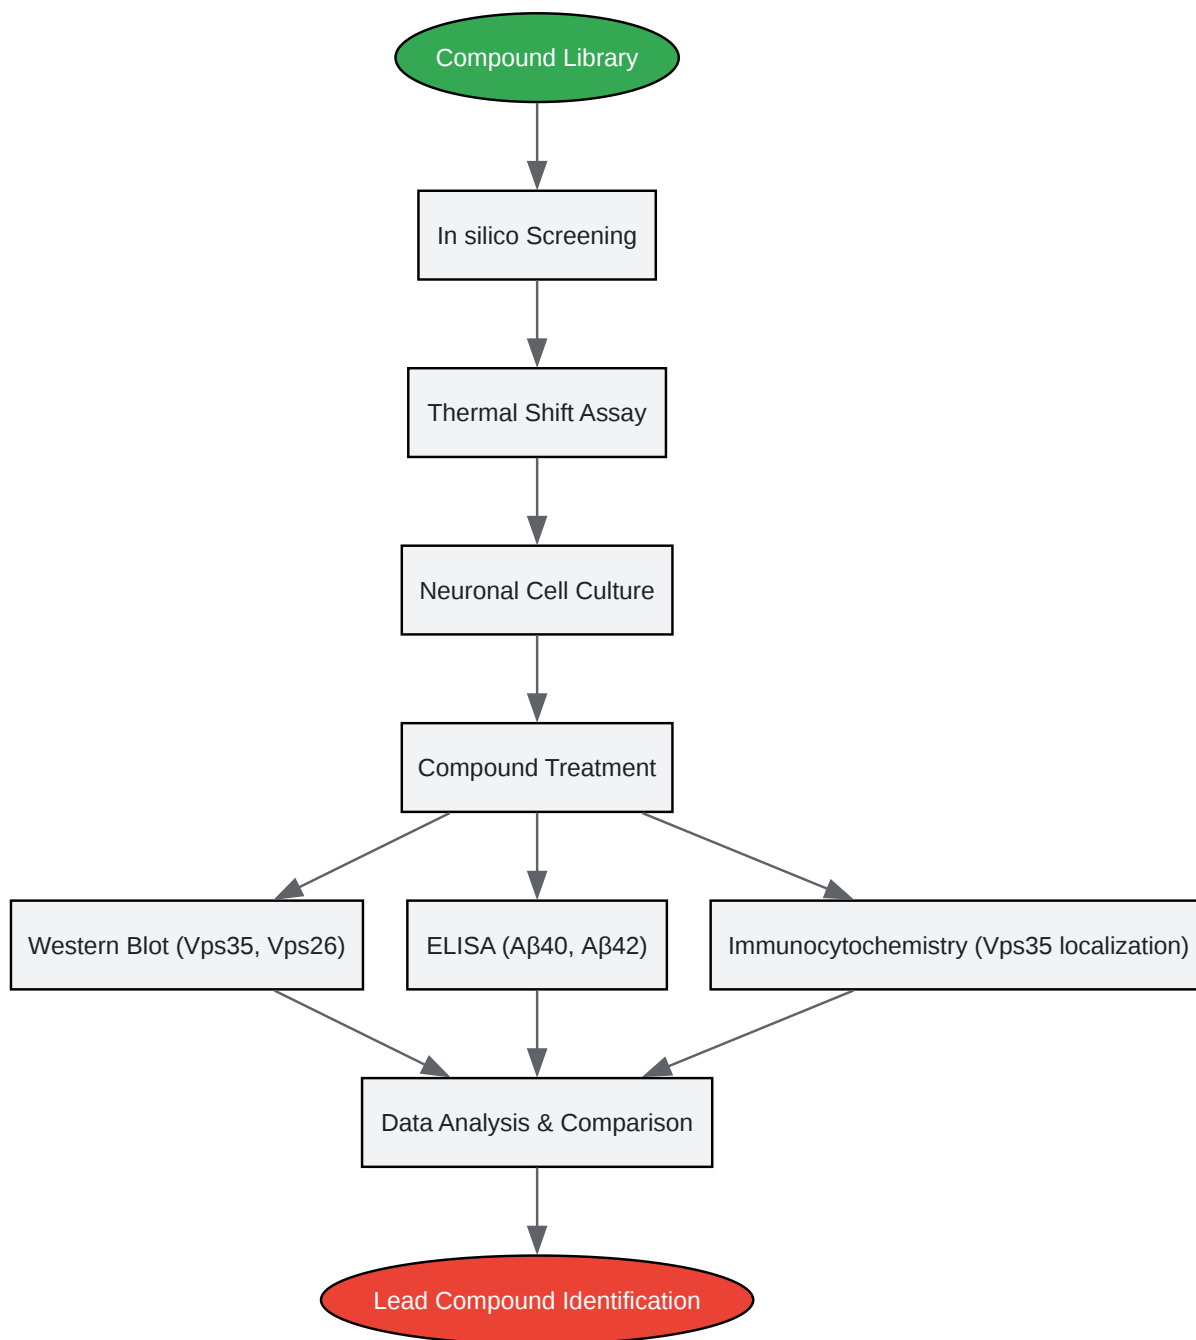 Compound Library
In silico Screening
Thermal Shift Assay
Neuronal Cell Culture
Compound Treatment
Western Blot (Vps35, Vps26)
ELISA (Aβ40, Aβ42)
Immunocytochemistry (Vps35 localization)
Data Analysis & Comparison
Lead Compound Identification